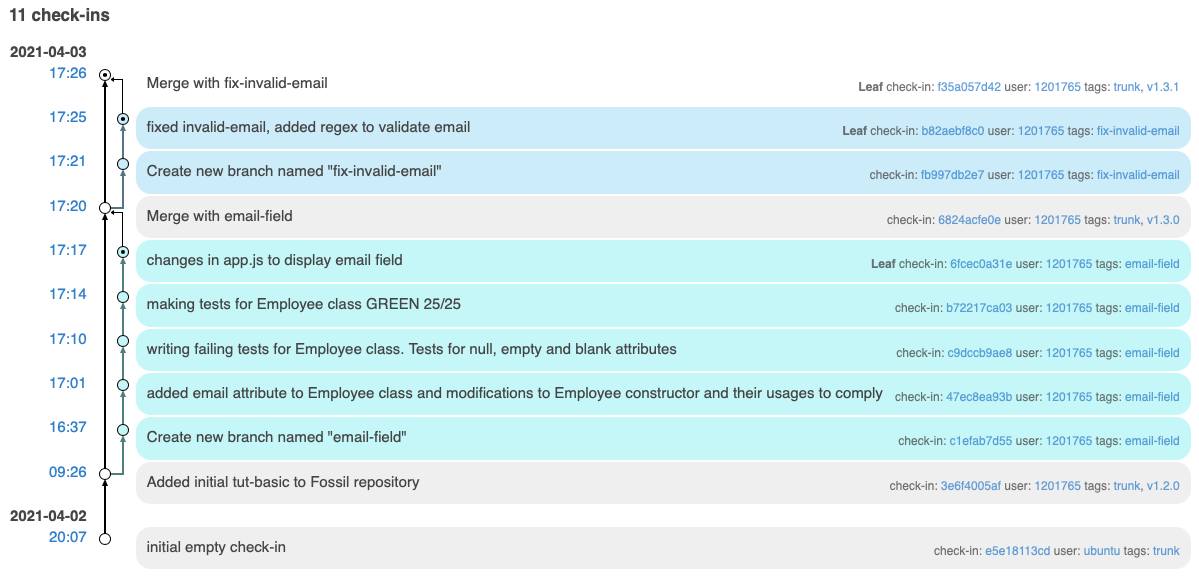 11 check-ins
2021-04-03
17:26 Merge with fix-invalid-email Leaf check-in: f35a057d42 user: 1201765 tags: trunk, v1.3.1
17:25 fixed invalid-email, added regex to validate email Leaf check-in: b82aebf8c0 user: 1201765 tags: fix-invalid-email
17:21 Create new branch named "fix-invalid-email" check-in: fb997db2e7 user: 1201765 tags: fix-invalid-email
17:20 Merge with email-field check-in: 6824acfe0e user: 1201765 tags: trunk, v1.3.0
17:17 changes in app.js to display email field Leaf check-in: 6fcec0a31e user: 1201765 tags: email-field
17:14 making tests for Employee class GREEN 25/25 check-in: b72217ca03 user: 1201765 tags: email-field
17:10 writing failing tests for Employee class. Tests for null, empty and blank attributes check-in: c9dccb9ae8 user: 1201765 tags: email-field
17:01 added email attribute to Employee class and modifications to Employee constructor and their usages to comply check-in: 47ec8ea93b user: 1201765 tags: email-field
16:37 Create new branch named "email-field" check-in: c1efab7d55 user: 1201765 tags: email-field
09:26 Added initial tut-basic to Fossil repository check-in: 3e6f4005af user: 1201765 tags: trunk, v1.2.0
2021-04-02
20:07 initial empty check-in check-in: e5e18113cd user: ubuntu tags: trunk